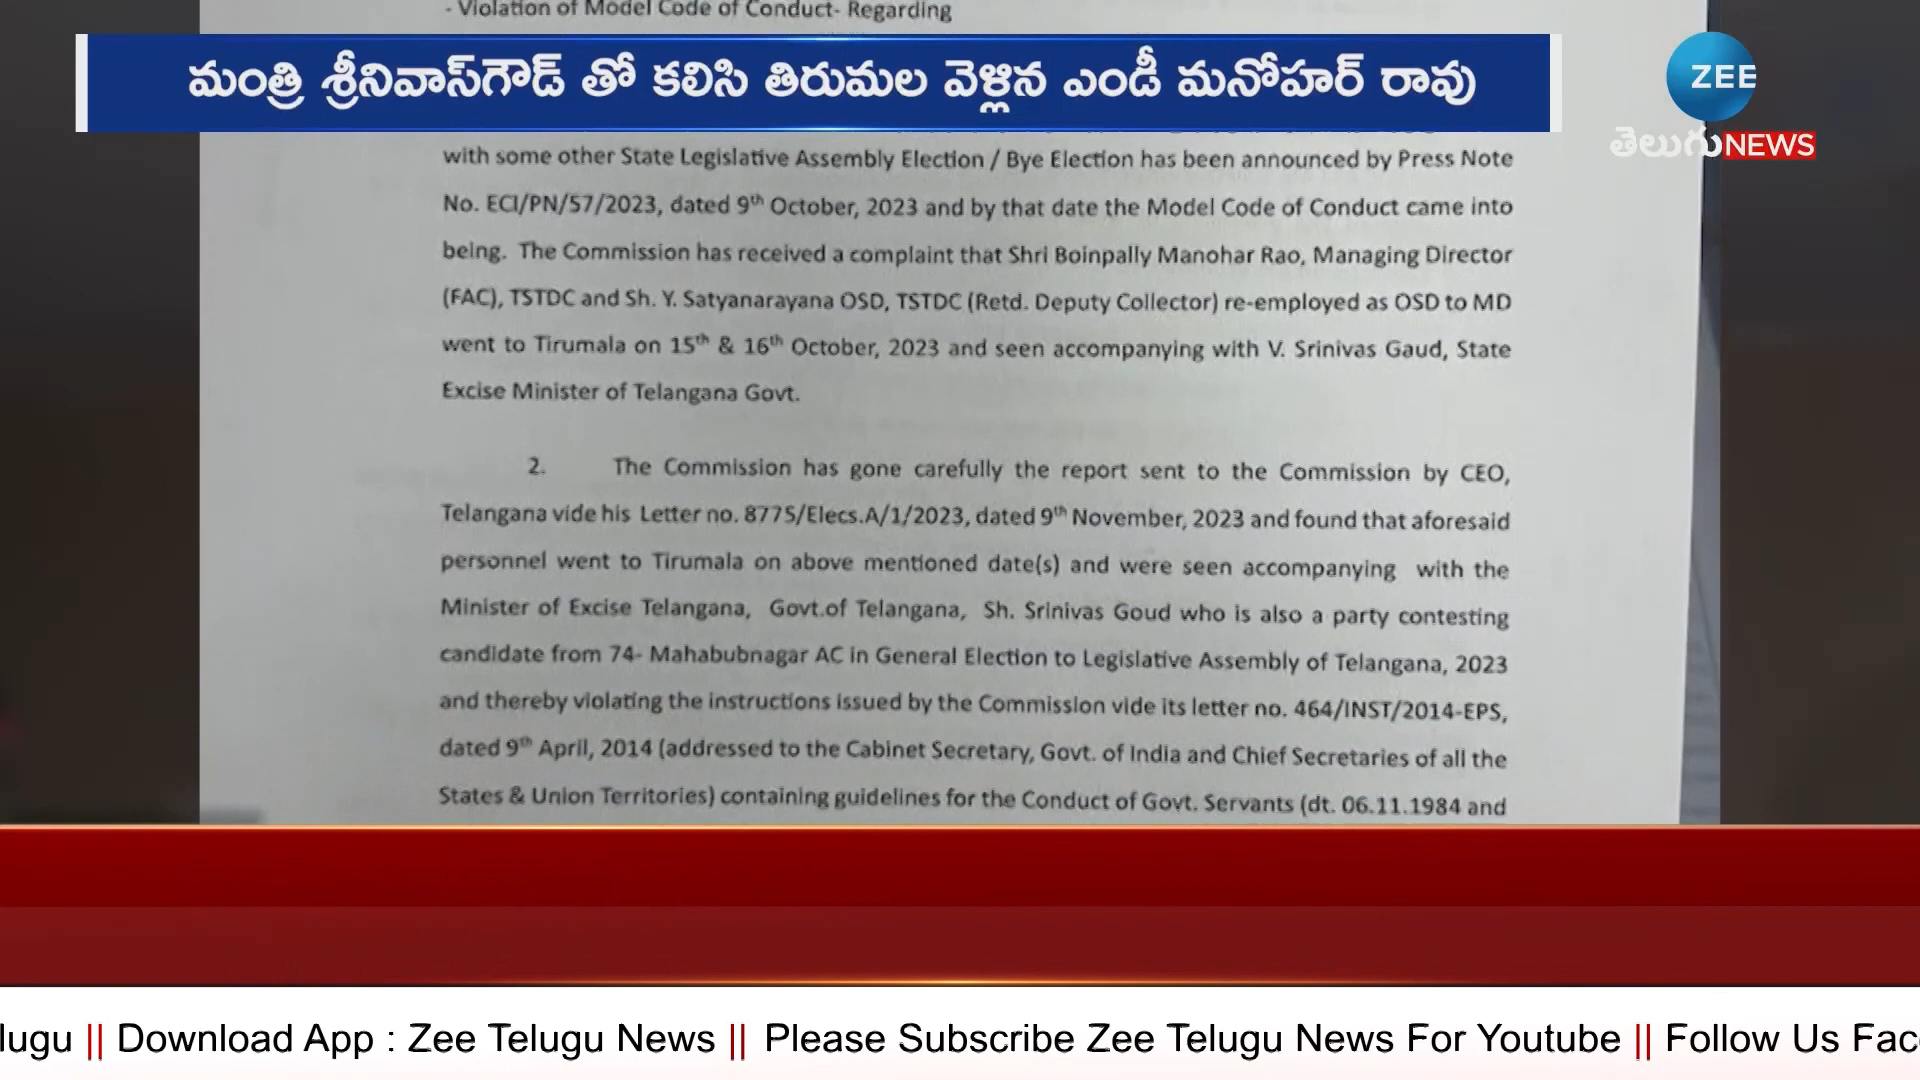 - Violation of Model Code of Conduct- Regarding
మంత్రి శ్రీనివాస్‌గౌడ్ తో కలిసి తిరుమల వెళ్లిన ఎండీ మనోహర్ రావు
ZEE
తెలుగు NEWS
with some other State Legislative Assembly Election / Bye Election has been announced by Press Note
No. ECI/PN/57/2023, dated 9th October, 2023 and by that date the Model Code of Conduct came into
being. The Commission has received a complaint that Shri Boinpally Manohar Rao, Managing Director
(FAC), TSTDC and Sh. Y. Satyanarayana OSD, TSTDC (Retd. Deputy Collector) re-employed as OSD to MD
went to Tirumala on 15th & 16th October, 2023 and seen accompanying with V. Srinivas Gaud, State
Excise Minister of Telangana Govt.
2. The Commission has gone carefully the report sent to the Commission by CEO,
Telangana vide his Letter no. 8775/Elecs.A/1/2023, dated 9th November, 2023 and found that aforesaid
personnel went to Tirumala on above mentioned date(s) and were seen accompanying with the
Minister of Excise Telangana, Govt.of Telangana, Sh. Srinivas Goud who is also a party contesting
candidate from 74- Mahabubnagar AC in General Election to Legislative Assembly of Telangana, 2023
and thereby violating the instructions issued by the Commission vide its letter no. 464/INST/2014-EPS,
dated 9th April, 2014 (addressed to the Cabinet Secretary, Govt. of India and Chief Secretaries of all the
States & Union Territories) containing guidelines for the Conduct of Govt. Servants (dt. 06.11.1984 and
lugu || Download App : Zee Telugu News || Please Subscribe Zee Telugu News For Youtube || Follow Us Fac